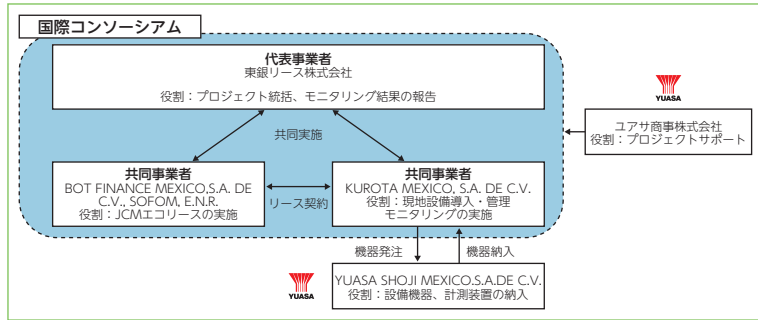 国際コンソーシアム
代表事業者
東銀リース株式会社
役割：プロジェクト統括、モニタリング結果の報告
YUASA
ユアサ商事株式会社
役割：プロジェクトサポート
共同実施
共同事業者
BOT FINANCE MEXICO,S.A. DE
C.V., SOFOM, E.N.R.
役割：JCMエコリースの実施
リース契約
共同事業者
KUROTA MEXICO, S.A. DE C.V.
役割：現地設備導入・管理
モニタリングの実施
機器発注
機器納入
YUASA
YUASA SHOJI MEXICO.S.A.DE C.V.
役割：設備機器、計測装置の納入